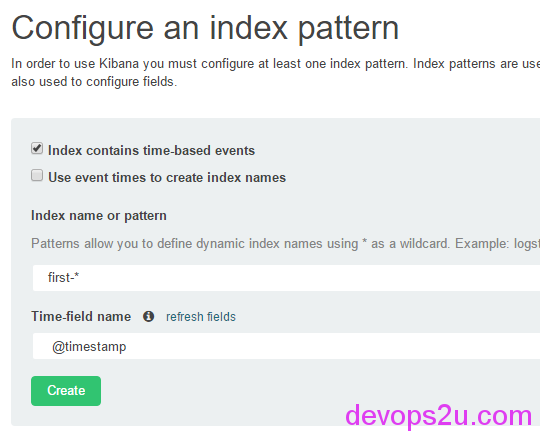 Configure an index pattern
In order to use Kibana you must configure at least one index pattern. Index patterns are use
also used to configure fields.
Index contains time-based events
Use event times to create index names
Index name or pattern
Patterns allow you to define dynamic index names using * as a wildcard. Example: logst
first-*
Time-field name refresh fields
@timestamp
Create
devops2u.com